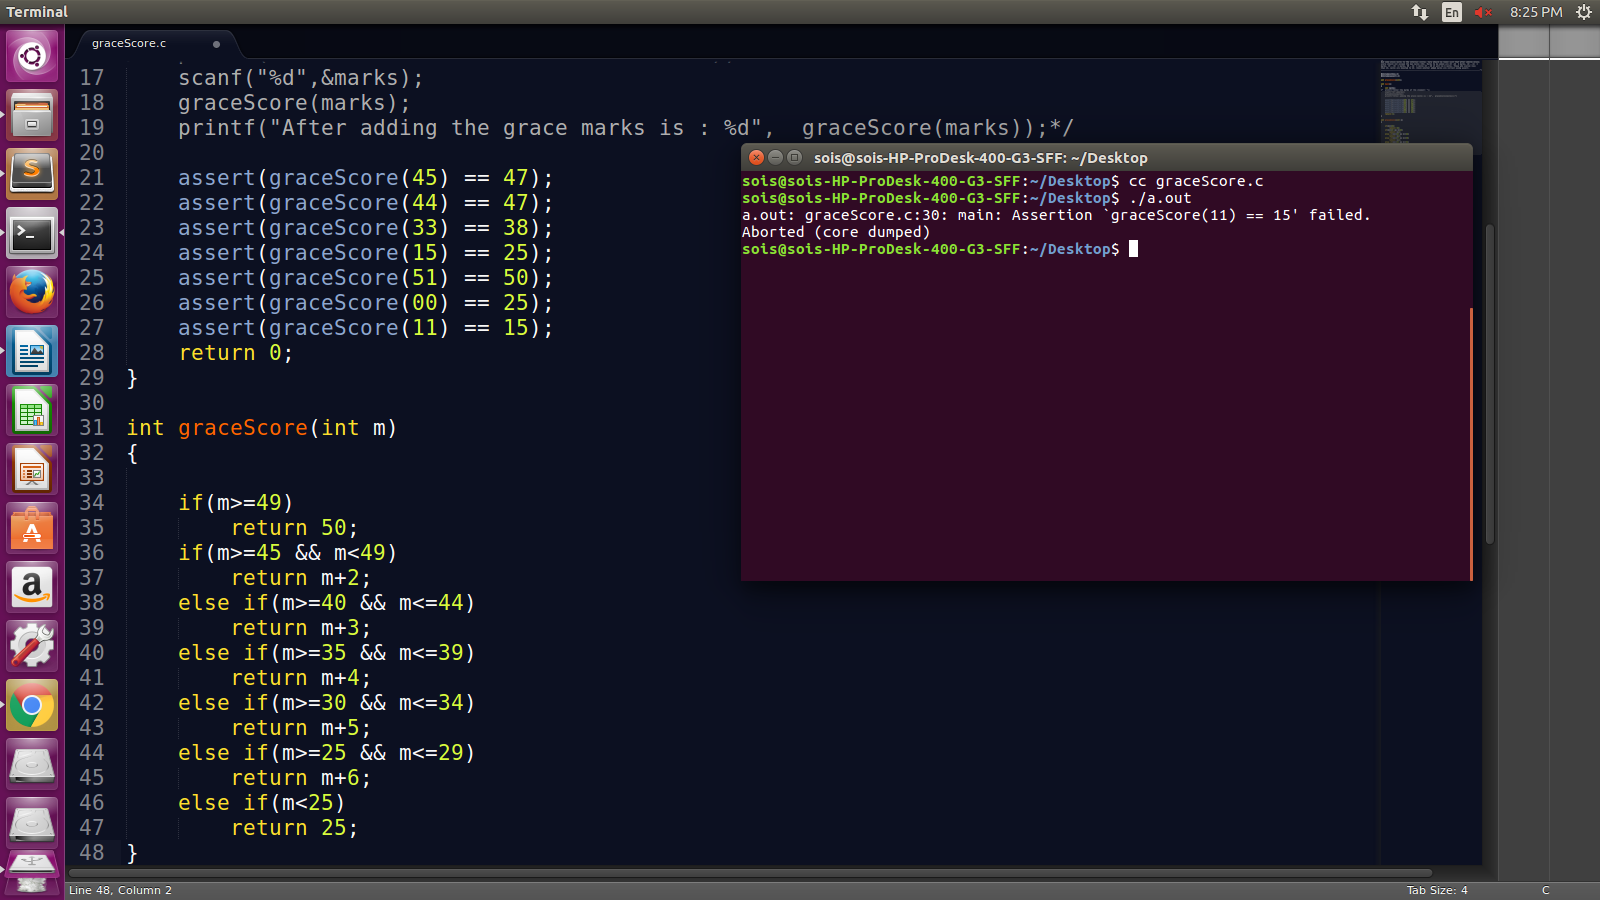 Terminal
En
8:25 PM
graceScore.c
17 scanf("%d",&marks);
18 graceScore(marks);
19 printf("After adding the grace marks is : %d",  graceScore(marks));*/
20
21 assert(graceScore(45) == 47);
22 assert(graceScore(44) == 47);
23 assert(graceScore(33) == 38);
24 assert(graceScore(15) == 25);
25 assert(graceScore(51) == 50);
26 assert(graceScore(00) == 25);
27 assert(graceScore(11) == 15);
28 return 0;
29 }
30
31 int graceScore(int m)
32 {
33
34 if(m>=49)
35 return 50;
36 if(m>=45 && m<49)
37 return m+2;
38 else if(m>=40 && m<=44)
39 return m+3;
40 else if(m>=35 && m<=39)
41 return m+4;
42 else if(m>=30 && m<=34)
43 return m+5;
44 else if(m>=25 && m<=29)
45 return m+6;
46 else if(m<25)
47 return 25;
48 }
sois@sois-HP-ProDesk-400-G3-SFF: ~/Desktop
sois@sois-HP-ProDesk-400-G3-SFF:~/Desktop$ cc graceScore.c
sois@sois-HP-ProDesk-400-G3-SFF:~/Desktop$ ./a.out
a.out: graceScore.c:30: main: Assertion `graceScore(11) == 15' failed.
Aborted (core dumped)
sois@sois-HP-ProDesk-400-G3-SFF:~/Desktop$
Line 48, Column 2
Tab Size: 4
C